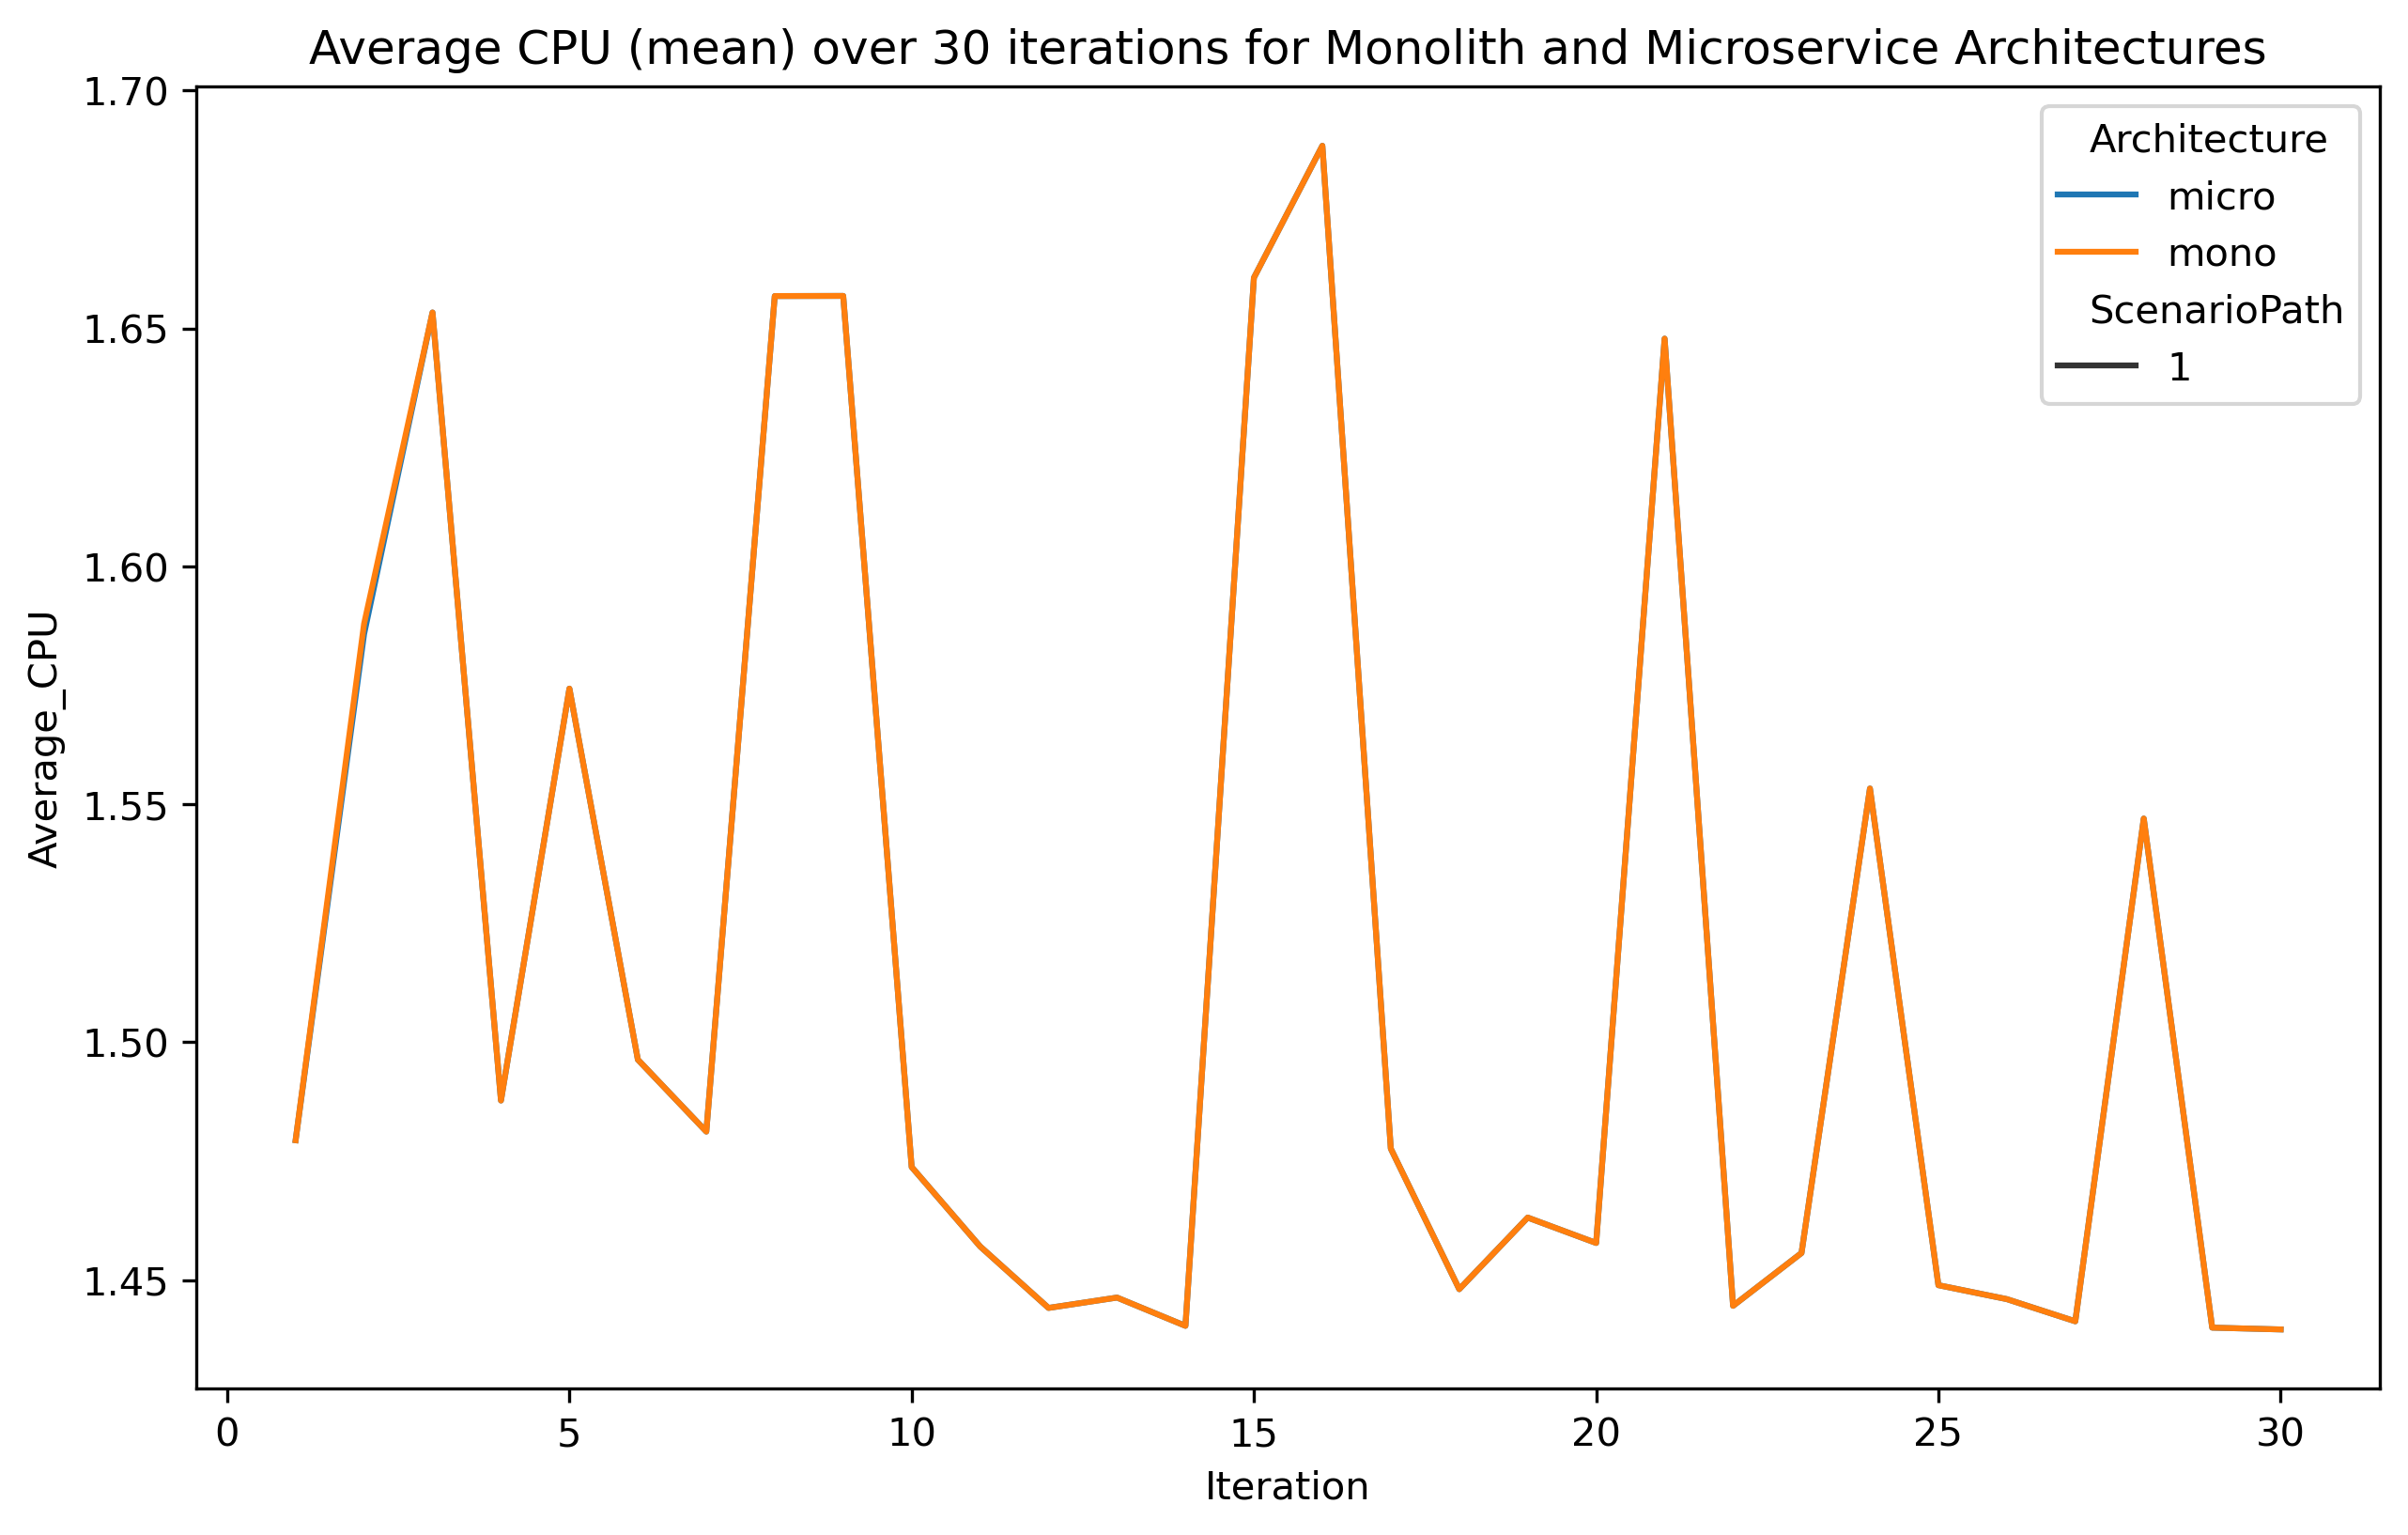 Average CPU (mean) over 30 iterations for Monolith and Microservice Architectures
1.70
1.65
1.60
1.55
1.50
1.45
Average_CPU
Architecture
micro
mono
ScenarioPath
1
0 5 10 15 20 25 30
Iteration